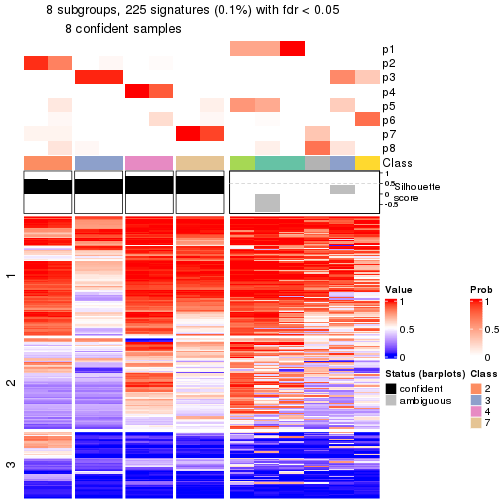 8 subgroups, 225 signatures (0.1%) with fdr < 0.05
8 confident samples
p1
p2
p3
p4
p5
p6
p7
p8
Class
1
0.5
0
-0.5
Silhouette
score
1
2
3
Value
1
0.5
0
Prob
1
0.5
0
Status (barplots)
confident
ambiguous
Class
2
3
4
7